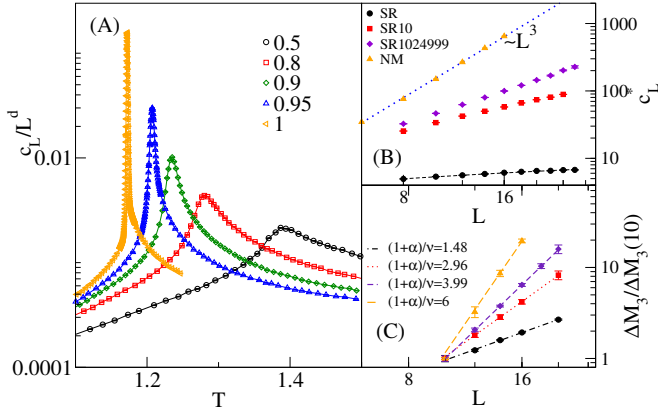 (A)
0.5
0.8
0.9
0.95
1
c_L/L^d
0.01
0.0001
1.2
1.4
T
SR
SR10
SR1024999
NM
~L^3
(B)
1000
100
10
c_L^*
8
16
L
(1+α)/ν=1.48
(1+α)/ν=2.96
(1+α)/ν=3.99
(1+α)/ν=6
(C)
10
1
ΔM_3/ΔM_3(10)
8
16
L